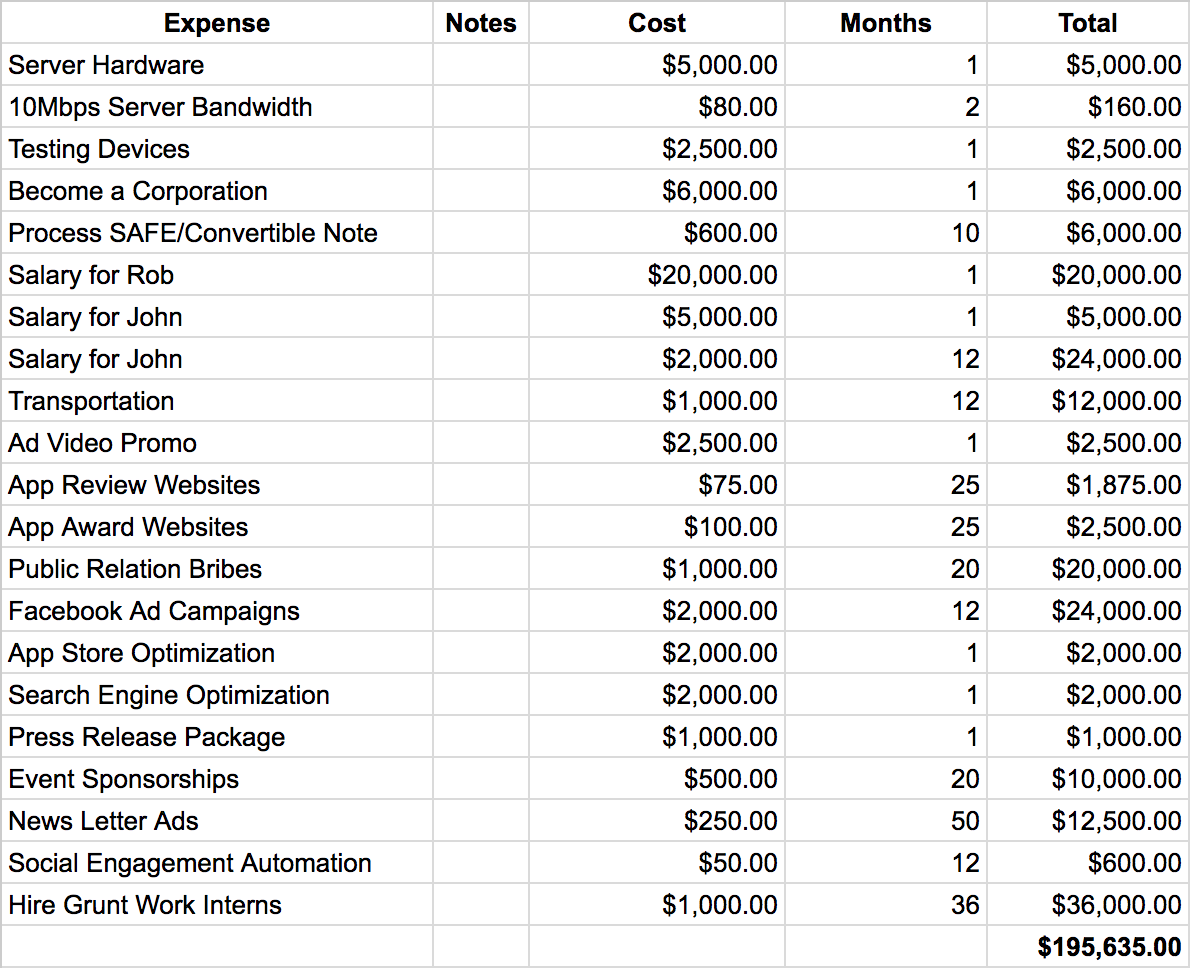 Expense Notes Cost Months Total
Server Hardware $5,000.00 1 $5,000.00
10Mbps Server Bandwidth $80.00 2 $160.00
Testing Devices $2,500.00 1 $2,500.00
Become a Corporation $6,000.00 1 $6,000.00
Process SAFE/Convertible Note $600.00 10 $6,000.00
Salary for Rob $20,000.00 1 $20,000.00
Salary for John $5,000.00 1 $5,000.00
Salary for John $2,000.00 12 $24,000.00
Transportation $1,000.00 12 $12,000.00
Ad Video Promo $2,500.00 1 $2,500.00
App Review Websites $75.00 25 $1,875.00
App Award Websites $100.00 25 $2,500.00
Public Relation Bribes $1,000.00 20 $20,000.00
Facebook Ad Campaigns $2,000.00 12 $24,000.00
App Store Optimization $2,000.00 1 $2,000.00
Search Engine Optimization $2,000.00 1 $2,000.00
Press Release Package $1,000.00 1 $1,000.00
Event Sponsorships $500.00 20 $10,000.00
News Letter Ads $250.00 50 $12,500.00
Social Engagement Automation $50.00 12 $600.00
Hire Grunt Work Interns $1,000.00 36 $36,000.00
$195,635.00